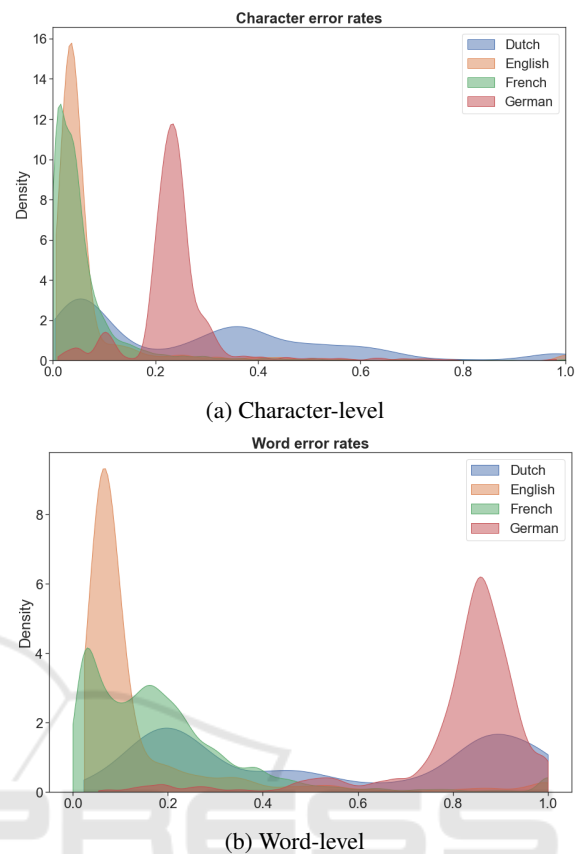 Character error rates
16
14
12
10
8
6
4
2
0
Density
Dutch
English
French
German
0.0 0.2 0.4 0.6 0.8 1.0
(a) Character-level
Word error rates
8
6
4
2
0
Density
Dutch
English
French
German
0.0 0.2 0.4 0.6 0.8 1.0
(b) Word-level
PRESS